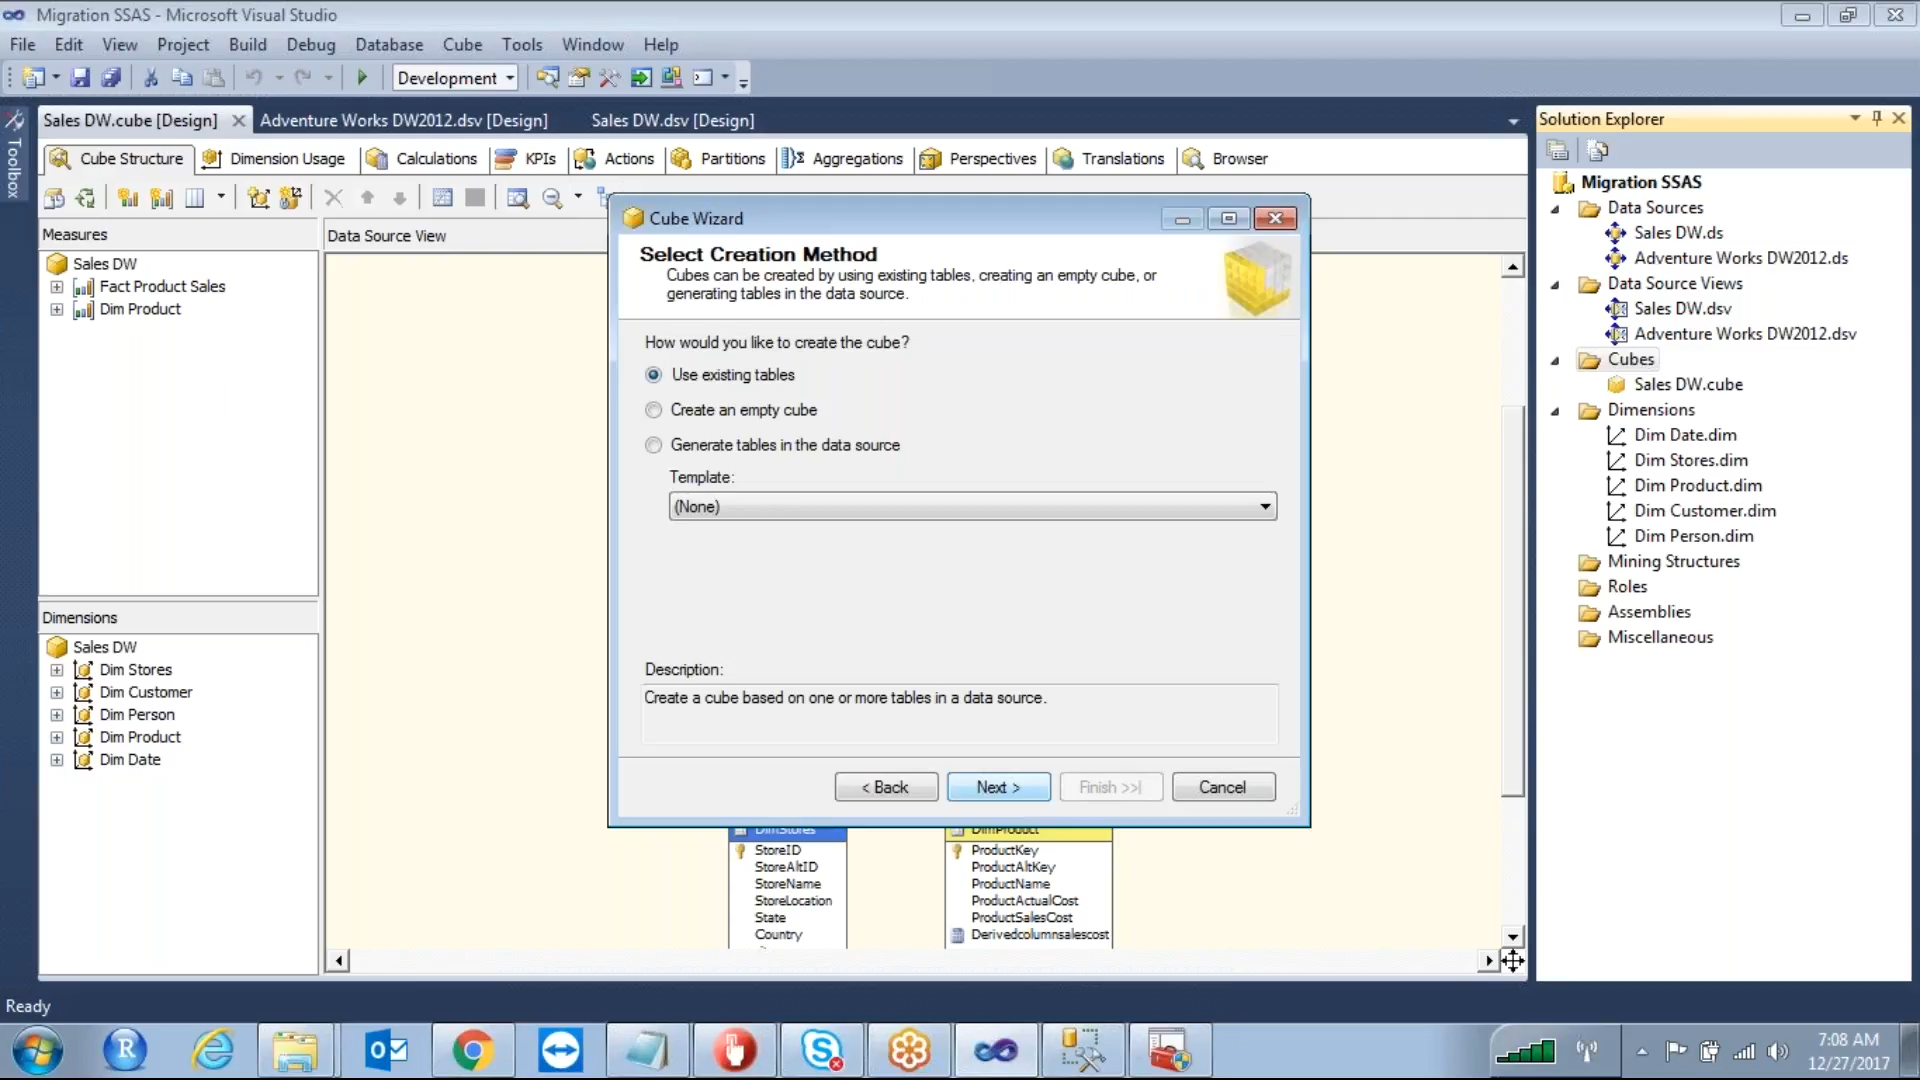 Migration SSAS - Microsoft Visual Studio
File Edit View Project Build Debug Database Cube Tools Window Help
Development
Sales DW.cube [Design] Adventure Works DW2012.dsv [Design] Sales DW.dsv [Design]
Cube Structure Dimension Usage Calculations KPIs Actions Partitions Aggregations Perspectives Translations Browser
Toolbox
Measures
Sales DW
Fact Product Sales
Dim Product
Dimensions
Sales DW
Dim Stores
Dim Customer
Dim Person
Dim Product
Dim Date
Data Source View
Cube Wizard
Select Creation Method
Cubes can be created by using existing tables, creating an empty cube, or
generating tables in the data source.
How would you like to create the cube?
Use existing tables
Create an empty cube
Generate tables in the data source
Template:
(None)
Description:
Create a cube based on one or more tables in a data source.
< Back Next > Finish >>| Cancel
DimStores
StoreID
StoreAltID
StoreName
StoreLocation
State
Country
DimProduct
ProductKey
ProductAltKey
ProductName
ProductActualCost
ProductSalesCost
Derivedcolumnsalescost
Solution Explorer
Migration SSAS
Data Sources
Sales DW.ds
Adventure Works DW2012.ds
Data Source Views
Sales DW.dsv
Adventure Works DW2012.dsv
Cubes
Sales DW.cube
Dimensions
Dim Date.dim
Dim Stores.dim
Dim Product.dim
Dim Customer.dim
Dim Person.dim
Mining Structures
Roles
Assemblies
Miscellaneous
Ready
7:08 AM
12/27/2017